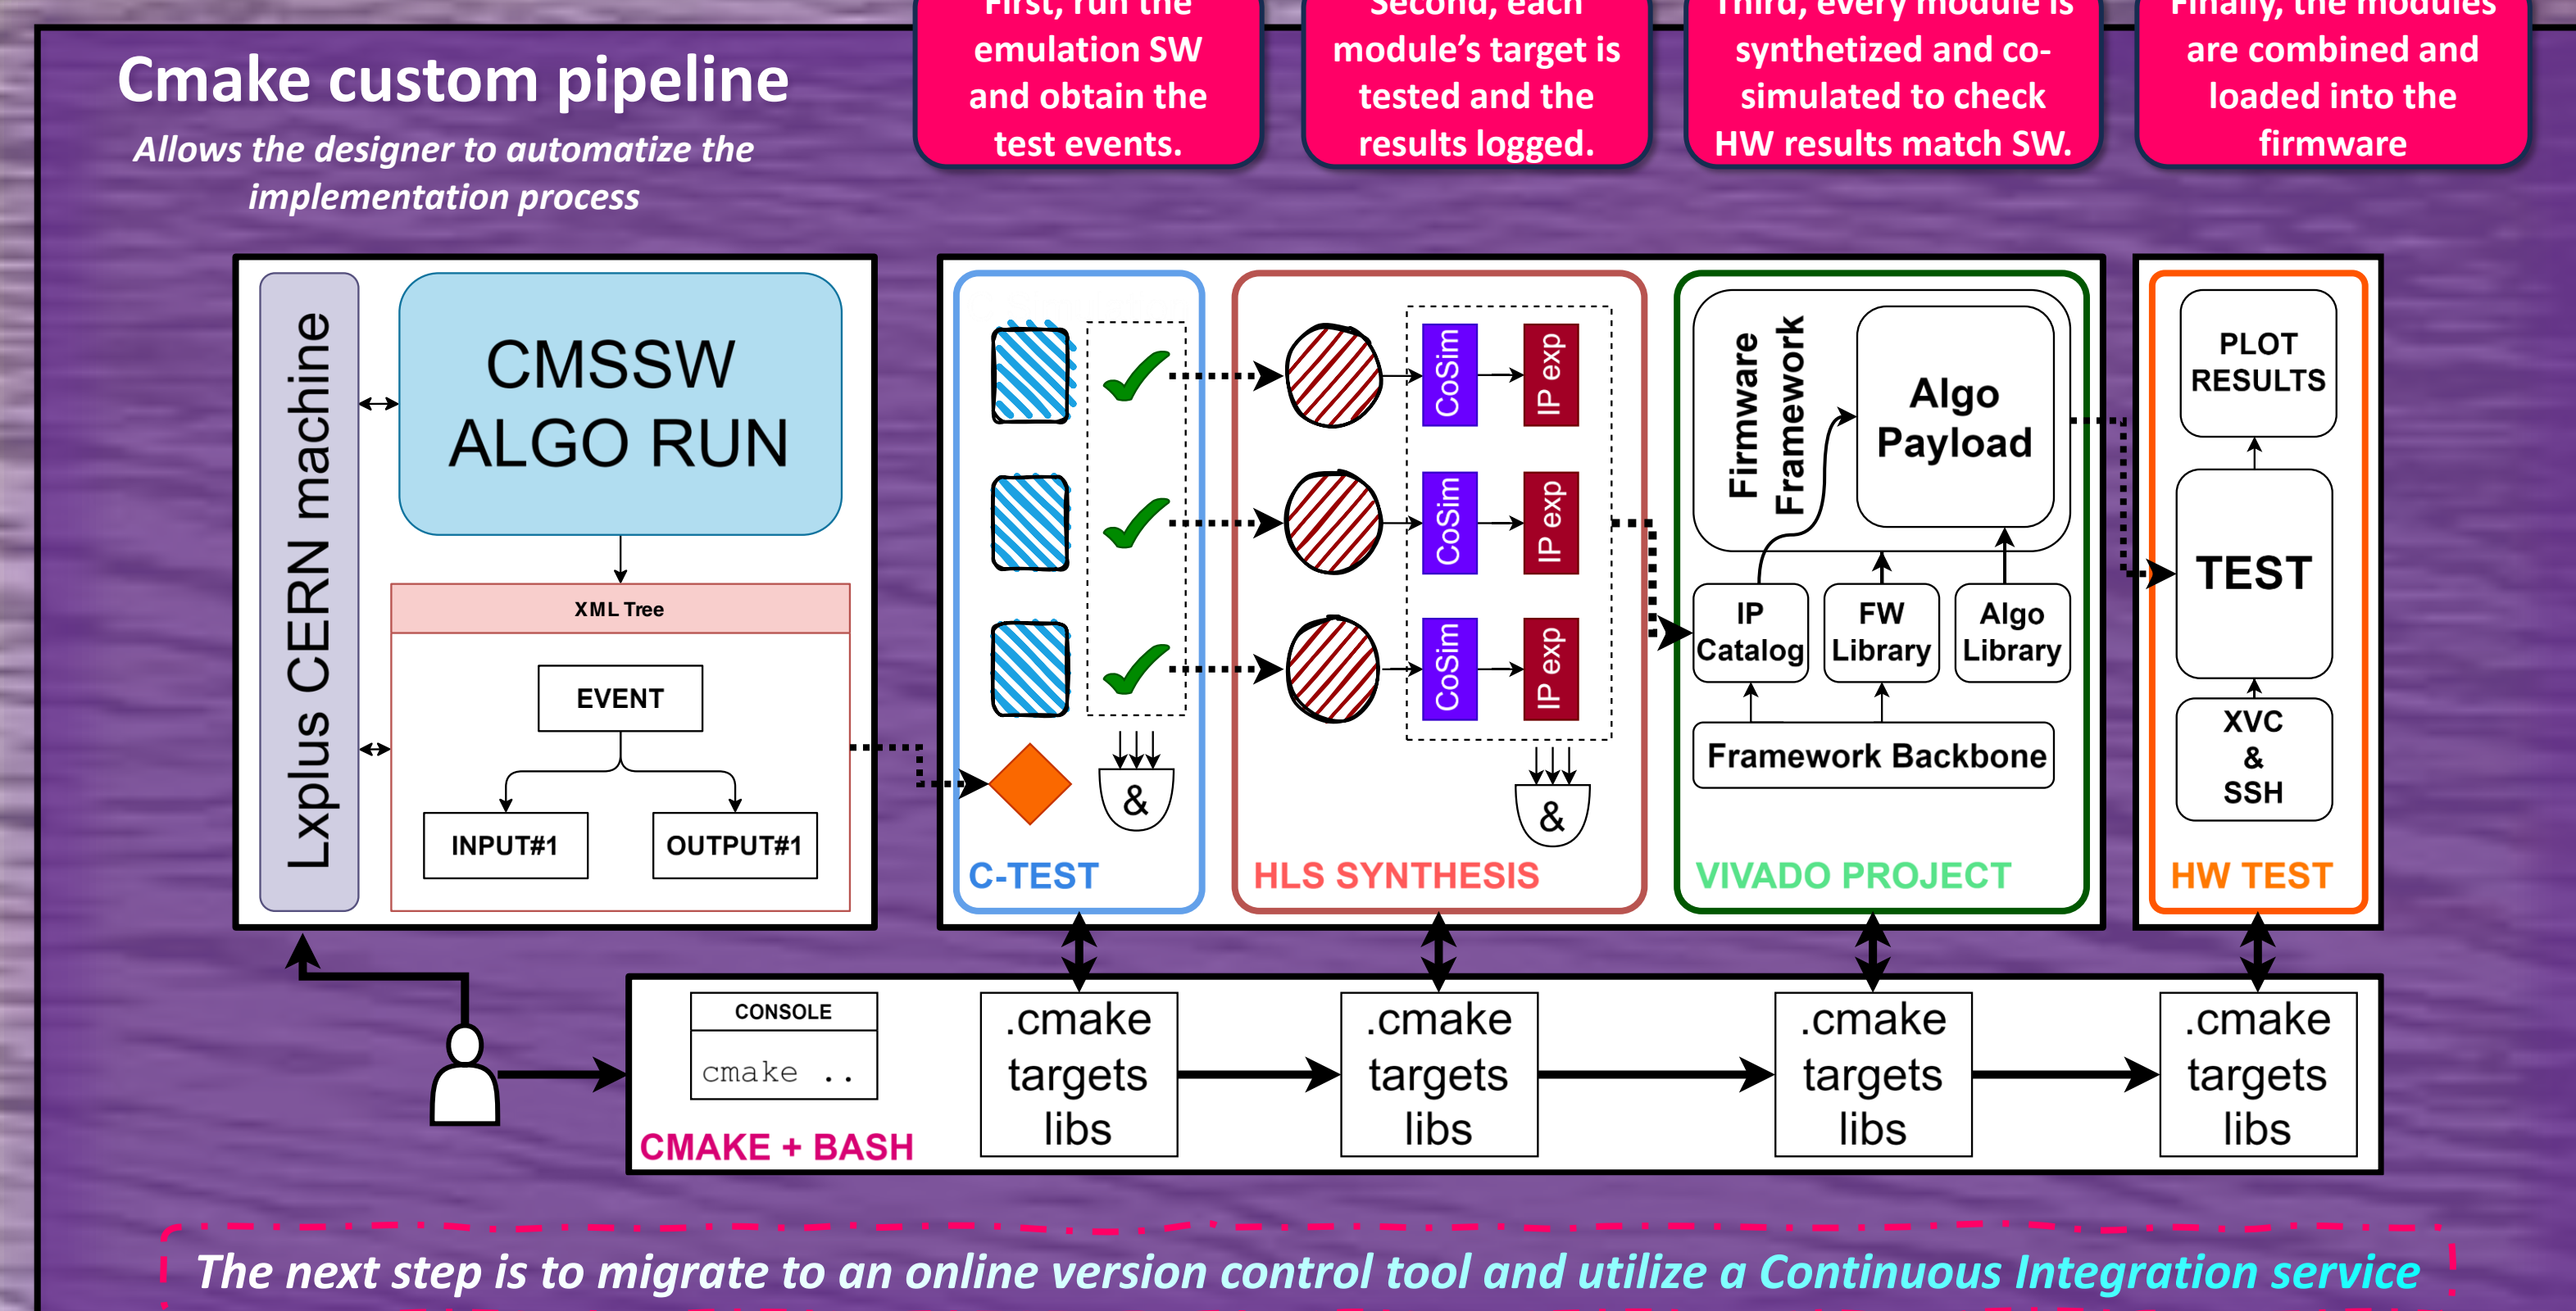 Cmake custom pipeline
Allows the designer to automatize the
implementation process
First, run the
emulation SW
and obtain the
test events.
Second, each
module's target is
tested and the
results logged.
Third, every module is
synthetized and co-
simulated to check
HW results match SW.
Finally, the modules
are combined and
loaded into the
firmware
Lxplus CERN machine
CMSSW
ALGO RUN
XML Tree
EVENT
INPUT#1
OUTPUT#1
&
C-TEST
CoSim
IP exp
CoSim
IP exp
CoSim
IP exp
&
HLS SYNTHESIS
Firmware
Framework
Algo
Payload
IP
Catalog
FW
Library
Algo
Library
Framework Backbone
VIVADO PROJECT
PLOT
RESULTS
TEST
XVC
&
SSH
HW TEST
CONSOLE
cmake ..
CMAKE + BASH
.cmake
targets
libs
.cmake
targets
libs
.cmake
targets
libs
.cmake
targets
libs
The next step is to migrate to an online version control tool and utilize a Continuous Integration service